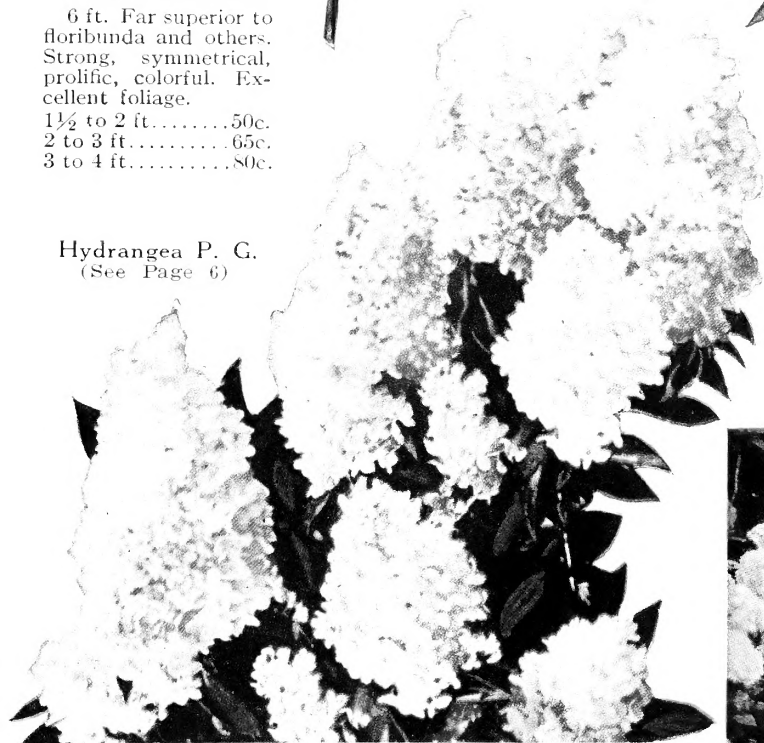 6 ft. Far superior to
floribunda and others.
Strong, symmetrical,
prolific, colorful. Ex-
cellent foliage.
1½ to 2 ft........50c.
2 to 3 ft..........65c.
3 to 4 ft..........80c.
Hydrangea P. G.
(See Page 6)